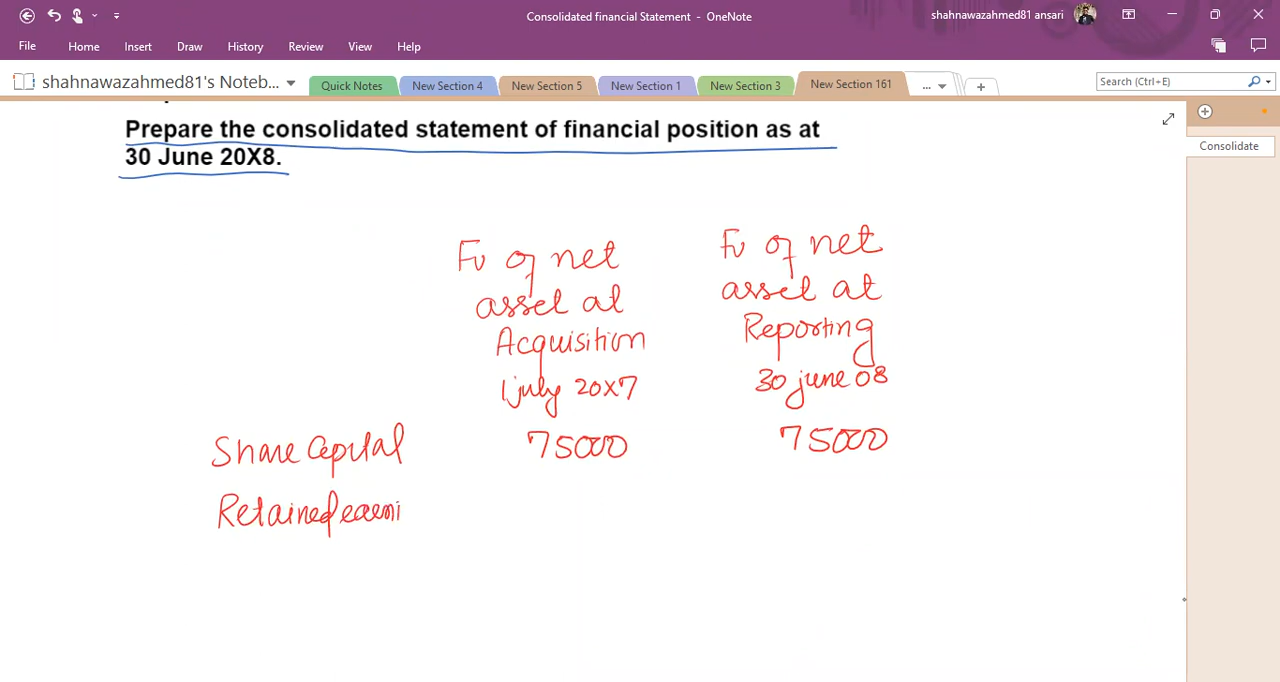 Consolidated financial Statement - OneNote
shahnawazahmed81 ansari
File Home Insert Draw History Review View Help
shahnawazahmed81's Noteb... Quick Notes New Section 4 New Section 5 New Section 1 New Section 3 New Section 161 ... Search (Ctrl+E)
Consolidate
Prepare the consolidated statement of financial position as at
30 June 20X8.
Fv of net
asset at
Acquisition
1 july 20X7
Fv of net
asset at
Reporting
30 june 08
Share Capital 75000 75000
Retained earni